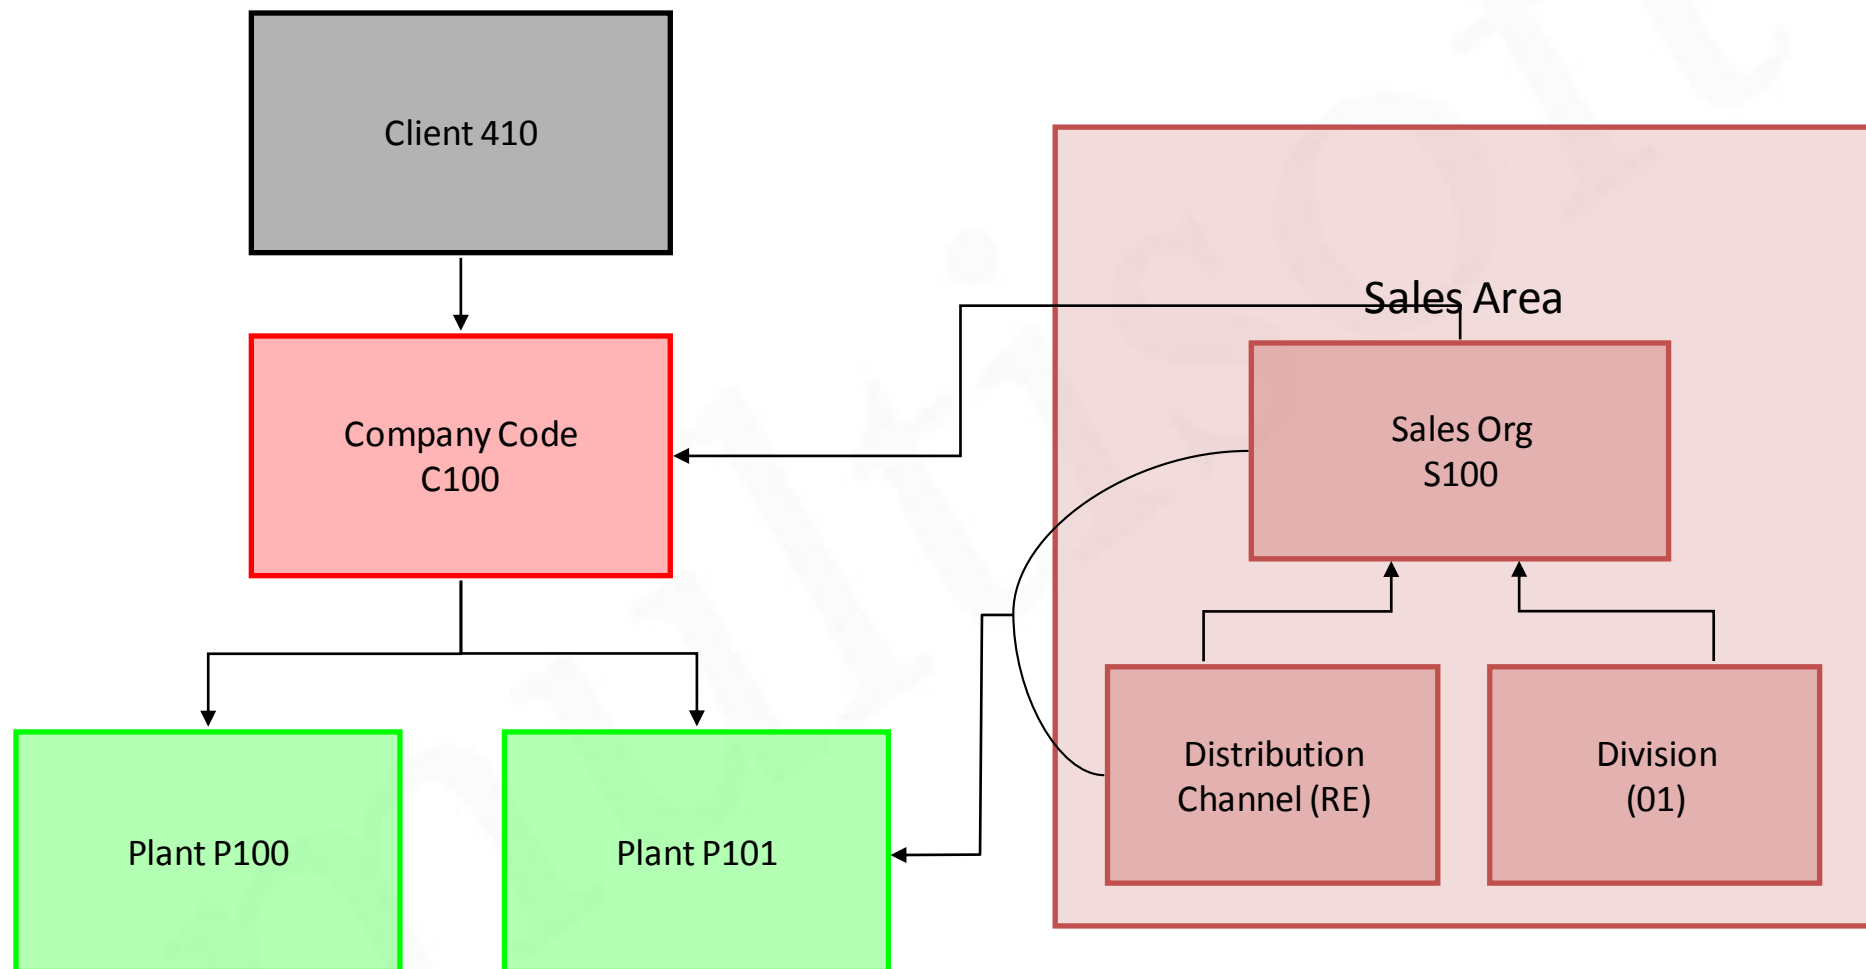 Client 410
Sales Area
Company Code
C100
Sales Org
S100
Distribution
Channel (RE)
Division
(01)
Plant P100
Plant P101